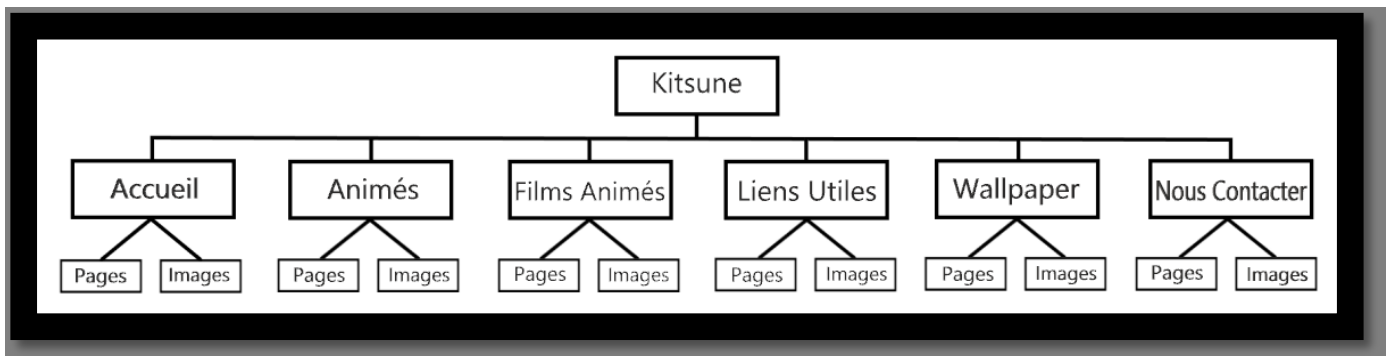 Kitsune
Accueil
Animés
Films Animés
Liens Utiles
Wallpaper
Nous Contacter
Pages
Images
Pages
Images
Pages
Images
Pages
Images
Pages
Images
Pages
Images